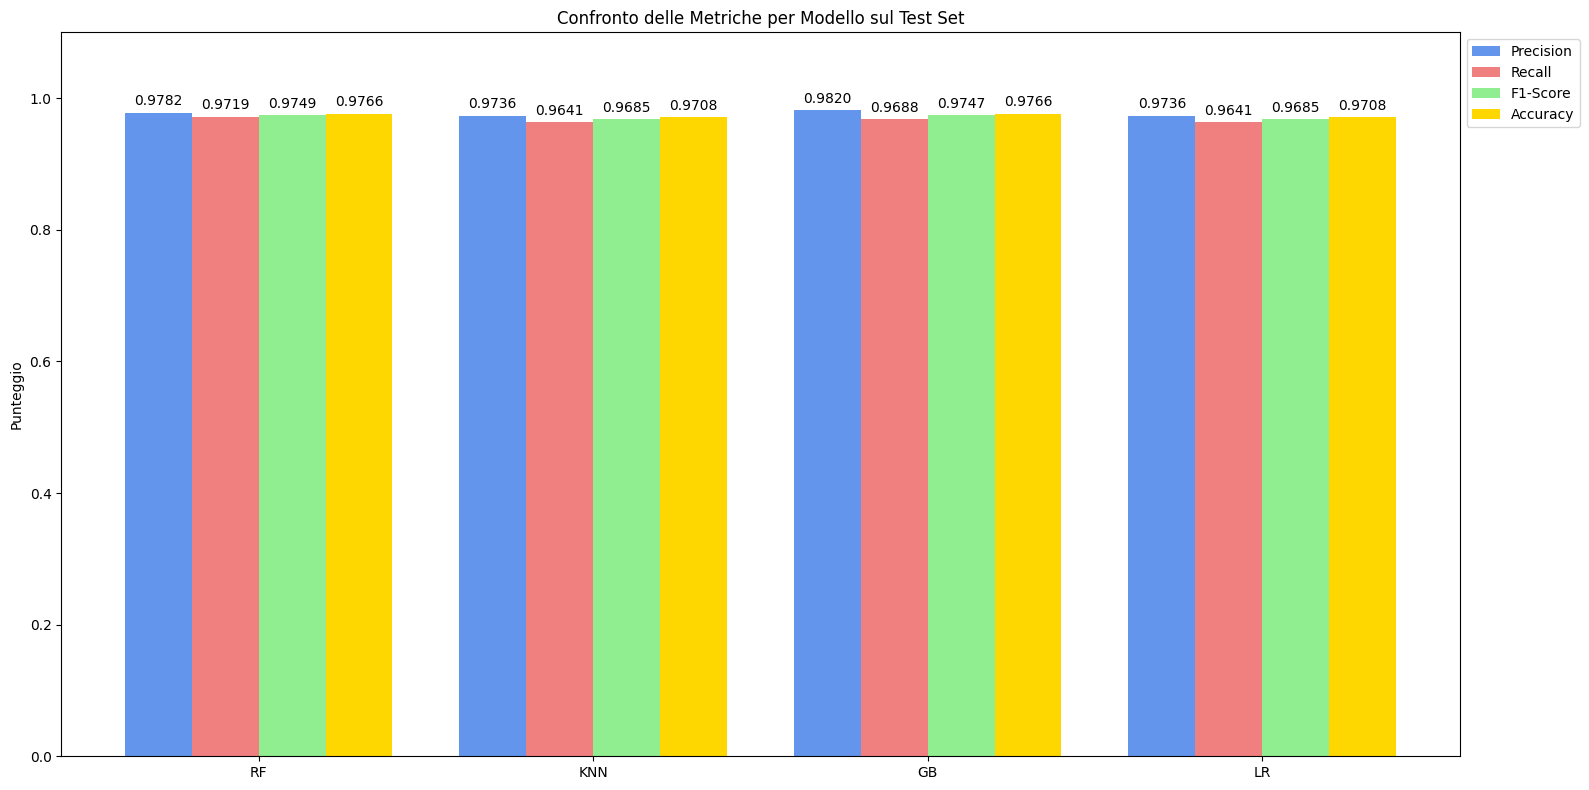 Confronto delle Metriche per Modello sul Test Set
Precision
Recall
F1-Score
Accuracy
Punteggio
1.0
0.8
0.6
0.4
0.2
0.0
0.9782 0.9719 0.9749 0.9766
0.9736 0.9641 0.9685 0.9708
0.9820 0.9688 0.9747 0.9766
0.9736 0.9641 0.9685 0.9708
RF KNN GB LR